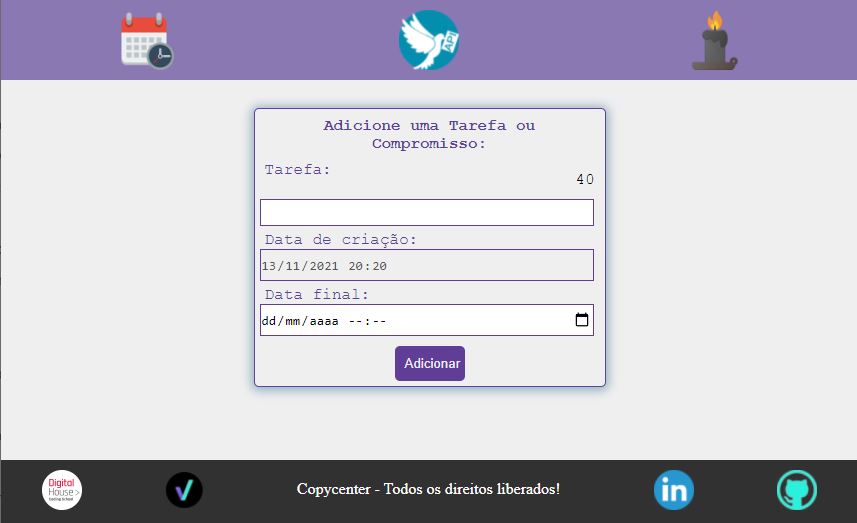 API
Adicione uma Tarefa ou
Compromisso:
Tarefa:
40
Data de criação:
13/11/2021 20:20
Data final:
dd/mm/aaaa --:--
Adicionar
Digital
House>
Coding School
Copycenter - Todos os direitos liberados!
in